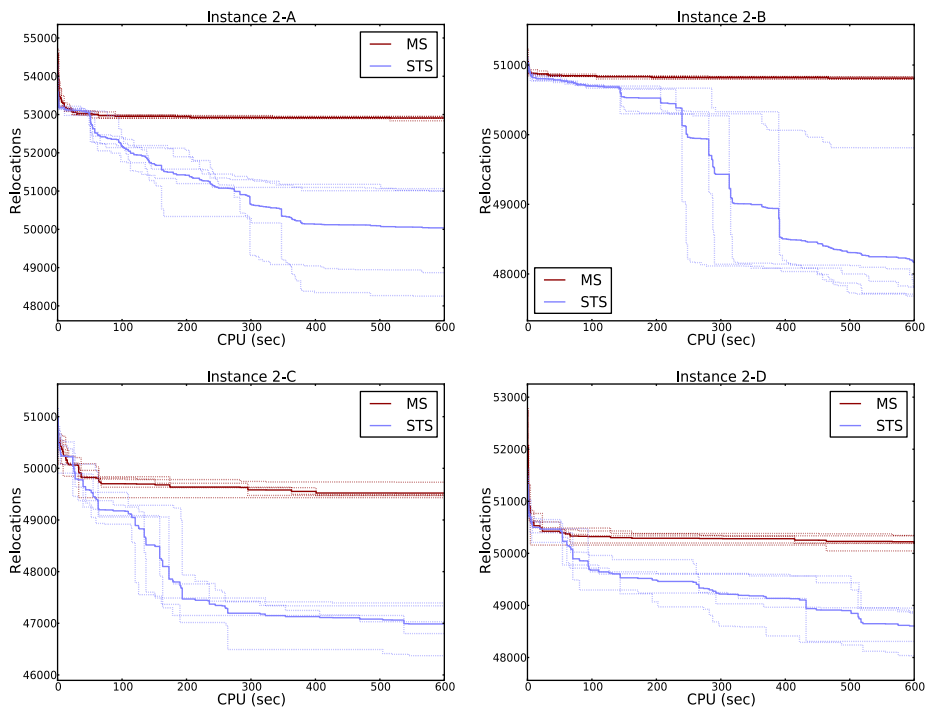 Instance 2-A
Relocations
55000
54000
53000
52000
51000
50000
49000
48000
MS
STS
0 100 200 300 400 500 600
CPU (sec)
Instance 2-B
Relocations
51000
50000
49000
48000
MS
STS
0 100 200 300 400 500 600
CPU (sec)
Instance 2-C
Relocations
51000
50000
49000
48000
47000
46000
MS
STS
0 100 200 300 400 500 600
CPU (sec)
Instance 2-D
Relocations
53000
52000
51000
50000
49000
48000
MS
STS
0 100 200 300 400 500 600
CPU (sec)